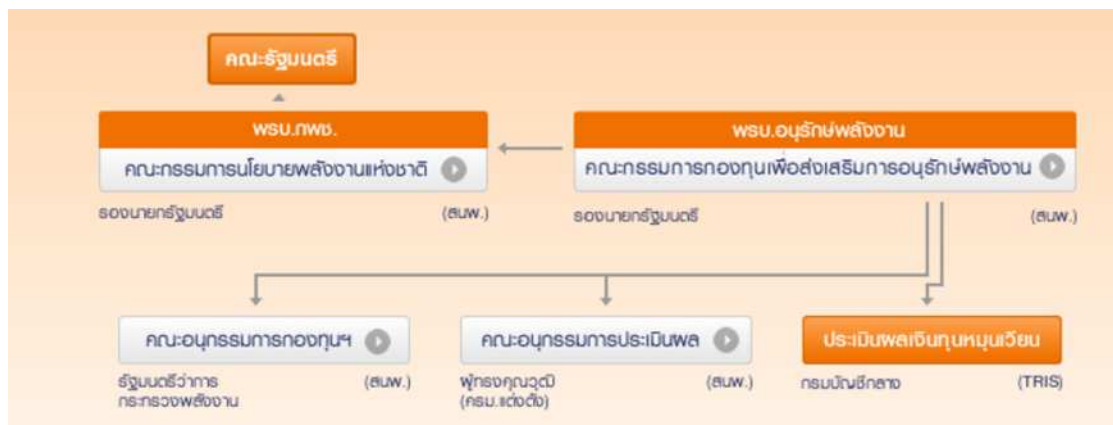 คณะรัฐมนตรี
พรบ.กพช.
พรบ.อนุรักษ์พลังงาน
คณะกรรมการนโยบายพลังงานแห่งชาติ
คณะกรรมการกองทุนเพื่อส่งเสริมการอนุรักษ์พลังงาน
รองนายกรัฐมนตรี
(สนพ.)
รองนายกรัฐมนตรี
(สนพ.)
คณะอนุกรรมการกองทุนฯ
คณะอนุกรรมการประเมินผล
ประเมินผลเงินทุนหมุนเวียน
รัฐมนตรีว่าการ
กระทรวงพลังงาน
(สนพ.)
ผู้ทรงคุณวุฒิ
(ครม.แต่งตั้ง)
(สนพ.)
กรมบัญชีกลาง
(TRIS)